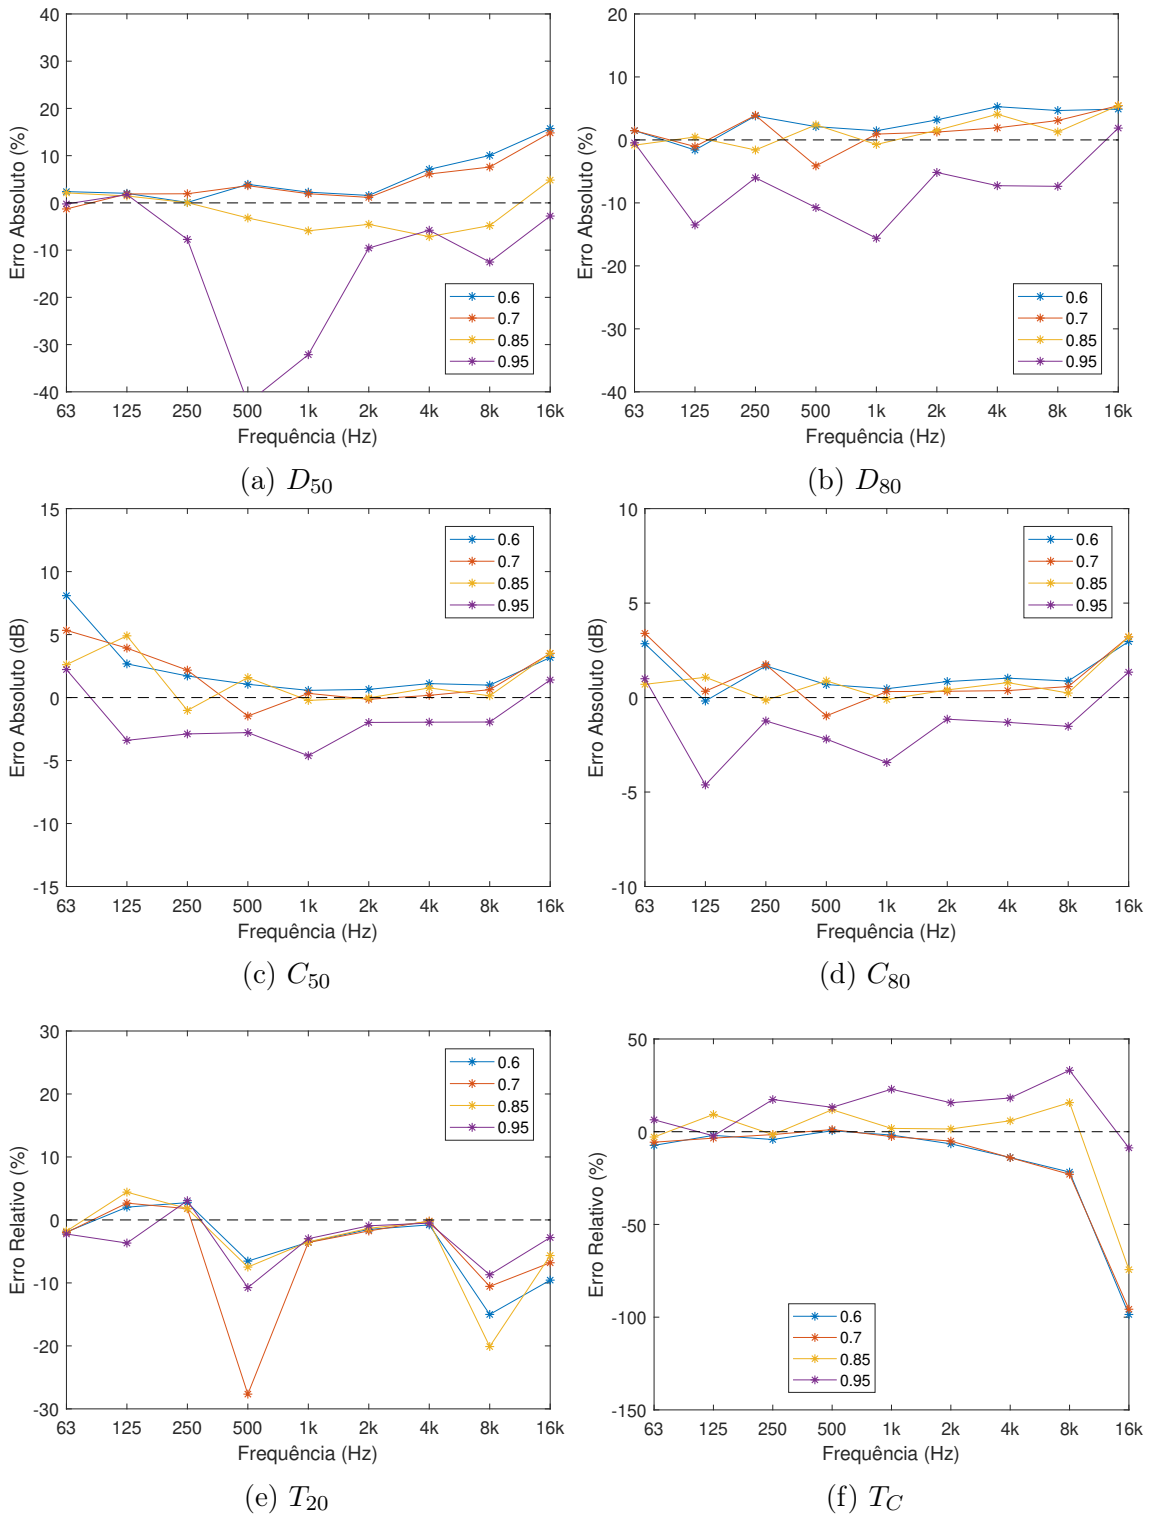 40
30
20
10
0
-10
-20
-30
-40
Erro Absoluto (%)
0.6
0.7
0.85
0.95
63 125 250 500 1k 2k 4k 8k 16k
Frequência (Hz)
(a) D50
20
10
0
-10
-20
-30
-40
Erro Absoluto (%)
0.6
0.7
0.85
0.95
63 125 250 500 1k 2k 4k 8k 16k
Frequência (Hz)
(b) D80
15
10
5
0
-5
-10
-15
Erro Absoluto (dB)
0.6
0.7
0.85
0.95
63 125 250 500 1k 2k 4k 8k 16k
Frequência (Hz)
(c) C50
10
5
0
-5
-10
Erro Absoluto (dB)
0.6
0.7
0.85
0.95
63 125 250 500 1k 2k 4k 8k 16k
Frequência (Hz)
(d) C80
30
20
10
0
-10
-20
-30
Erro Relativo (%)
0.6
0.7
0.85
0.95
63 125 250 500 1k 2k 4k 8k 16k
Frequência (Hz)
(e) T20
50
0
-50
-100
-150
Erro Relativo (%)
0.6
0.7
0.85
0.95
63 125 250 500 1k 2k 4k 8k 16k
Frequência (Hz)
(f) TC